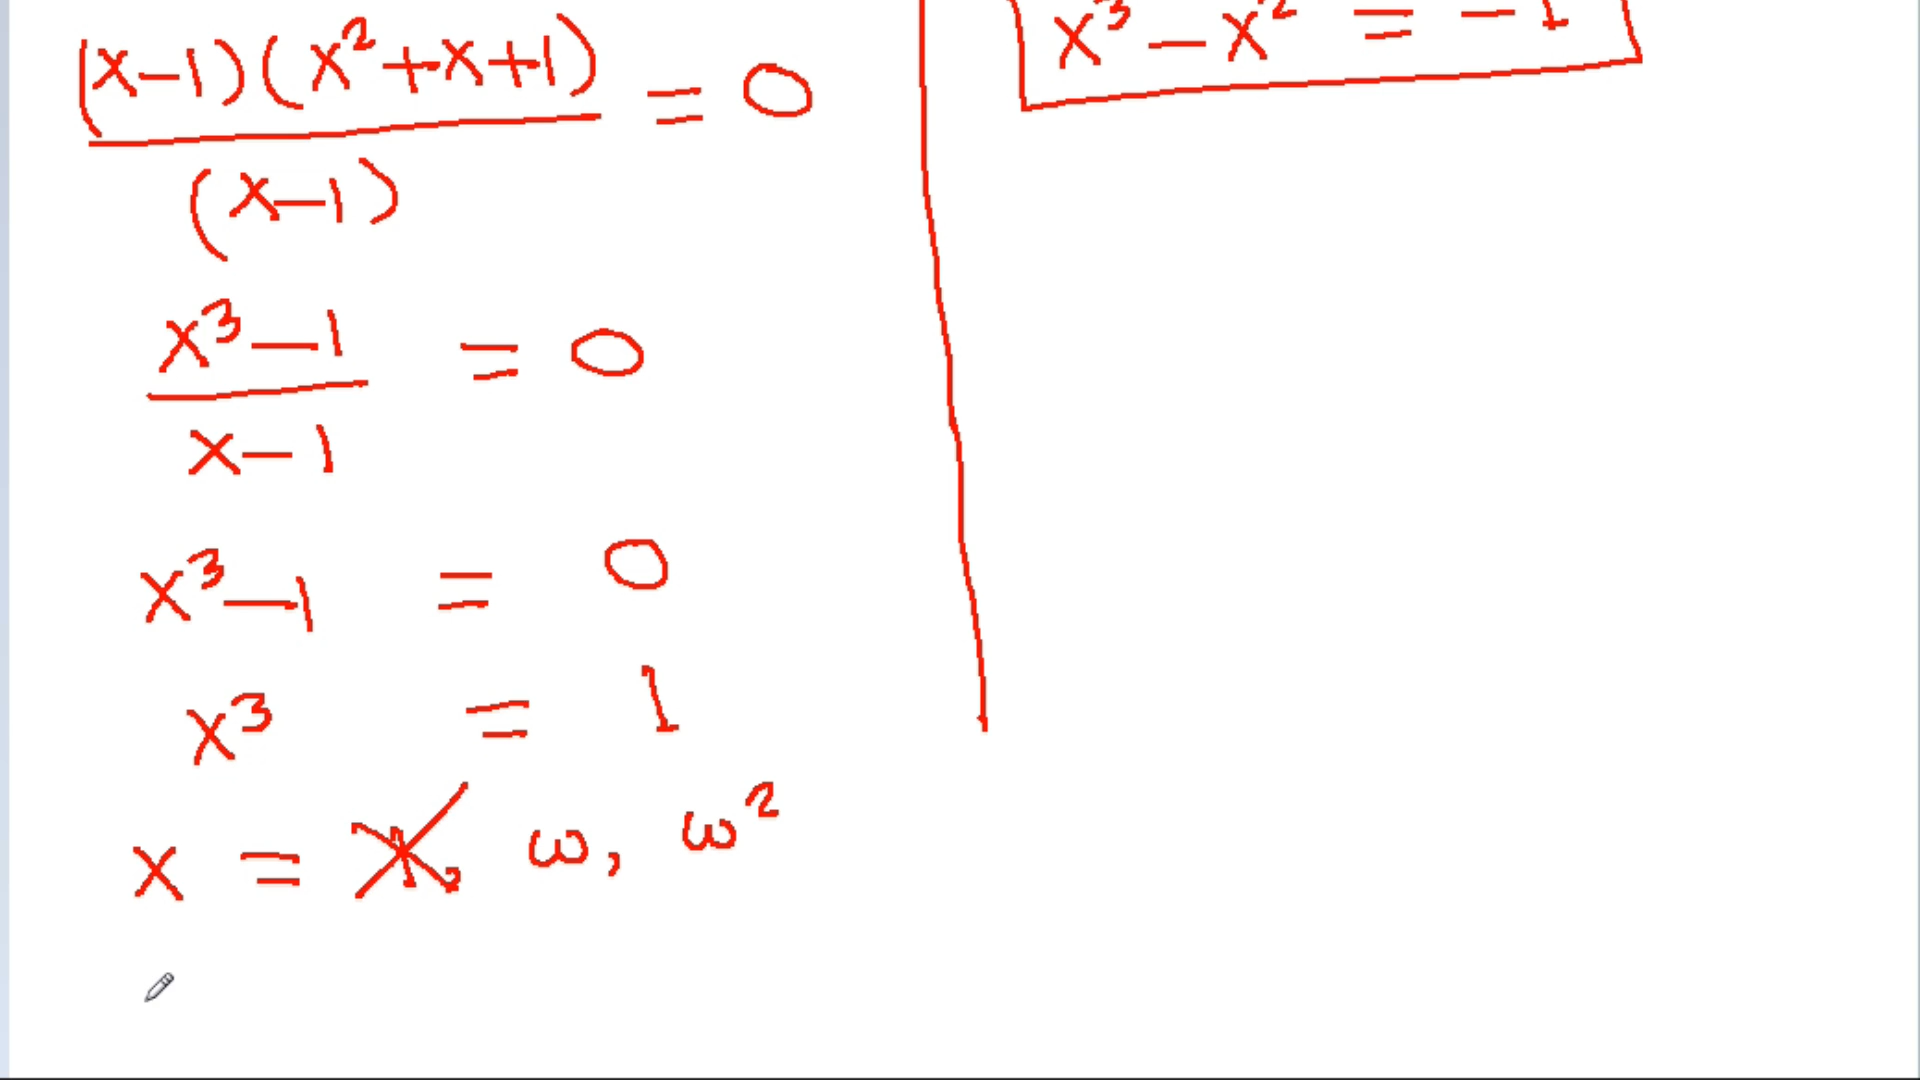 (x-1)(x²+x+1) = 0
(x-1)
x³-1 = 0
x-1
x³-1 = 0
x³ = 1
x = 1, ω, ω²
x³-x² = -1